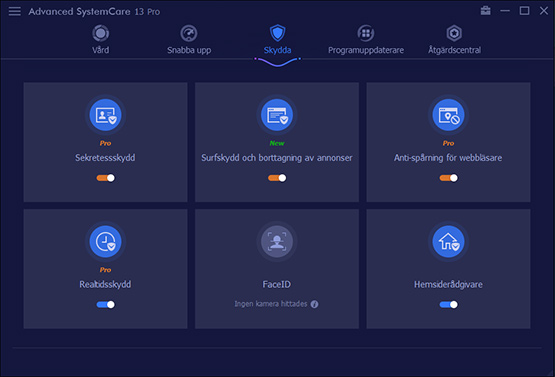 Advanced SystemCare 13 Pro
Vård
Snabba upp
Skydda
Programuppdaterare
Åtgärdscentral
Pro
Sekretessskydd
New
Surfskydd och borttagning av annonser
Pro
Anti-spårning för webbläsare
Pro
Realtidsskydd
FaceID
Ingen kamera hittades
Hemsiderådgivare